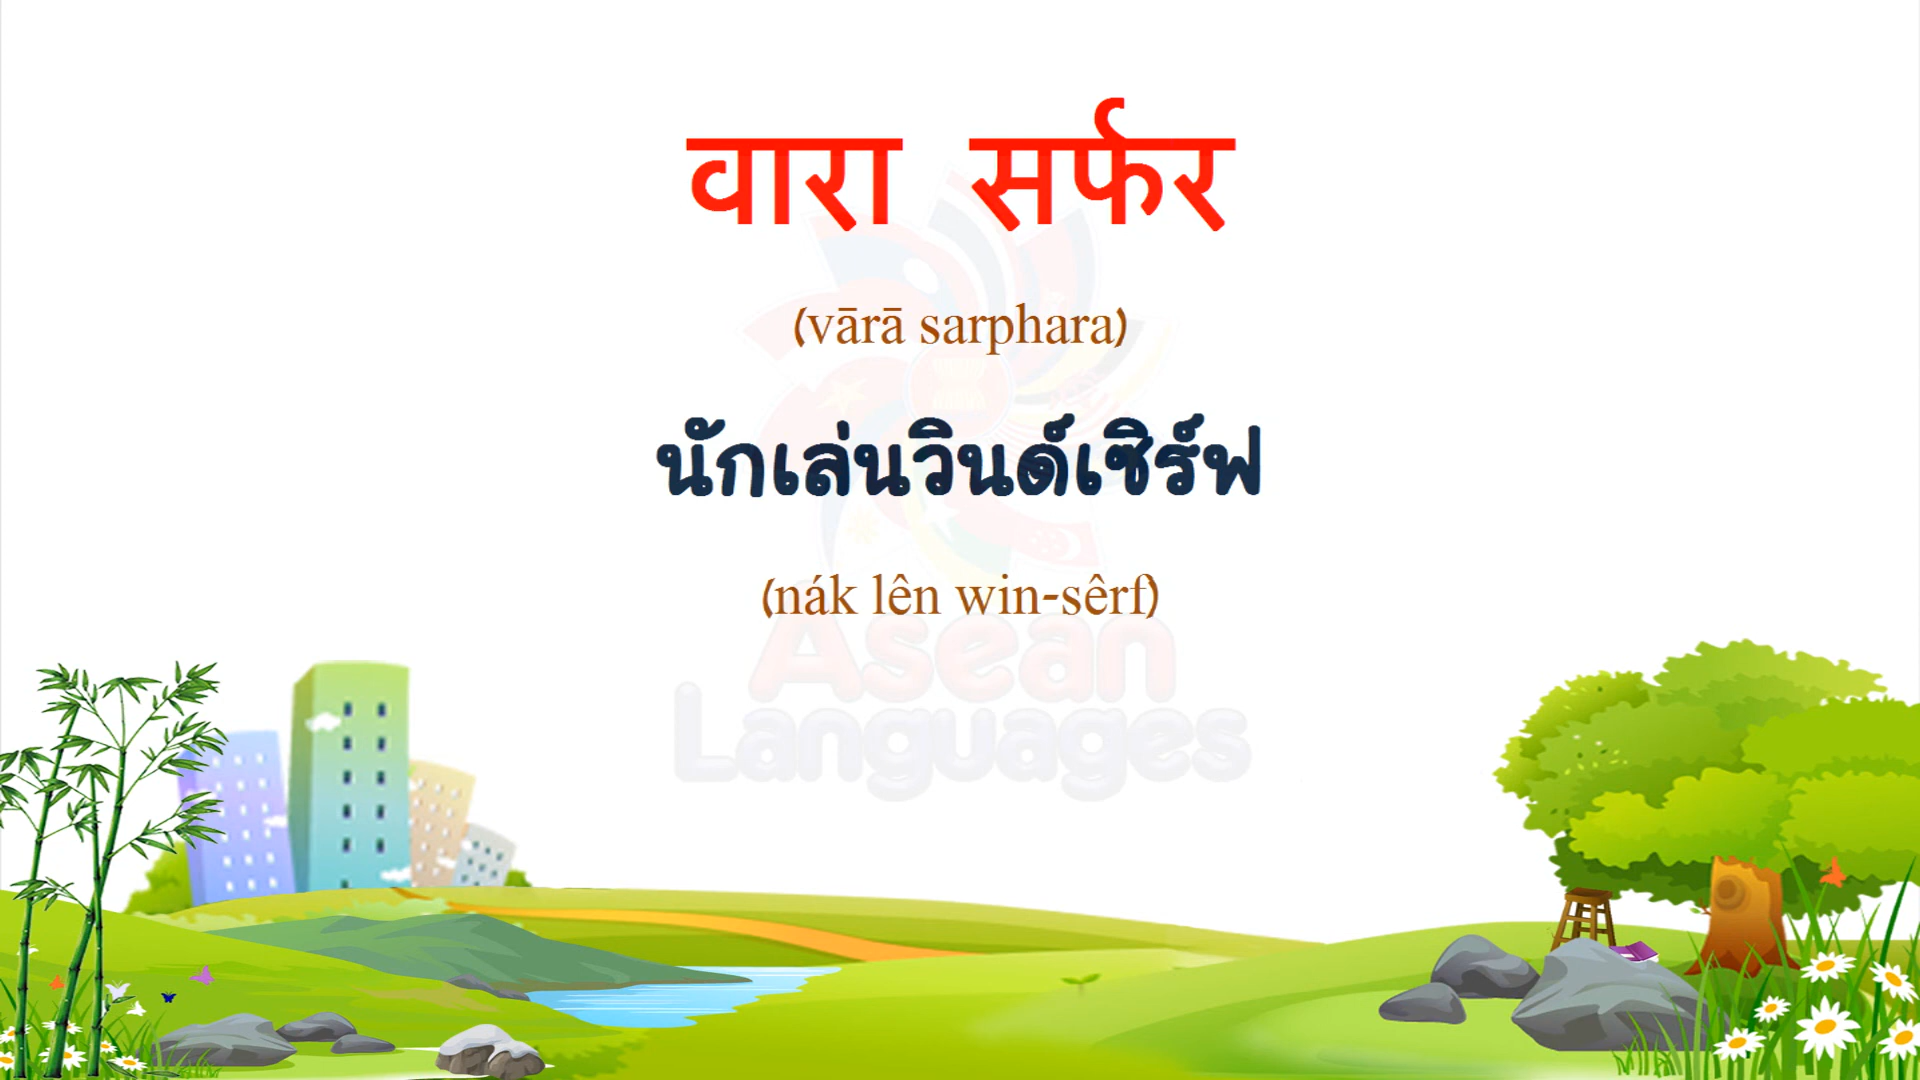 वारा सर्फर
(vārā sarphara)
นักเล่นวินด์เซิร์ฟ
(nák lên win-sêrf)
Asean
Languages